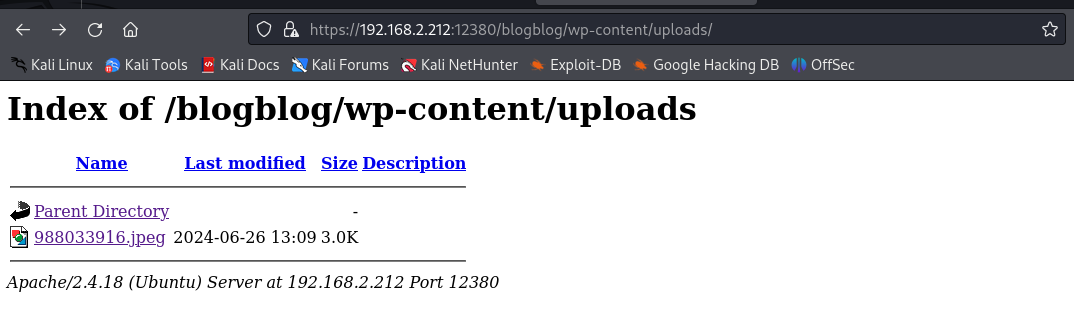 https://192.168.2.212:12380/blogblog/wp-content/uploads/
Kali Linux Kali Tools Kali Docs Kali Forums Kali NetHunter Exploit-DB Google Hacking DB OffSec
Index of /blogblog/wp-content/uploads
Name Last modified Size Description
Parent Directory -
988033916.jpeg 2024-06-26 13:09 3.0K
Apache/2.4.18 (Ubuntu) Server at 192.168.2.212 Port 12380